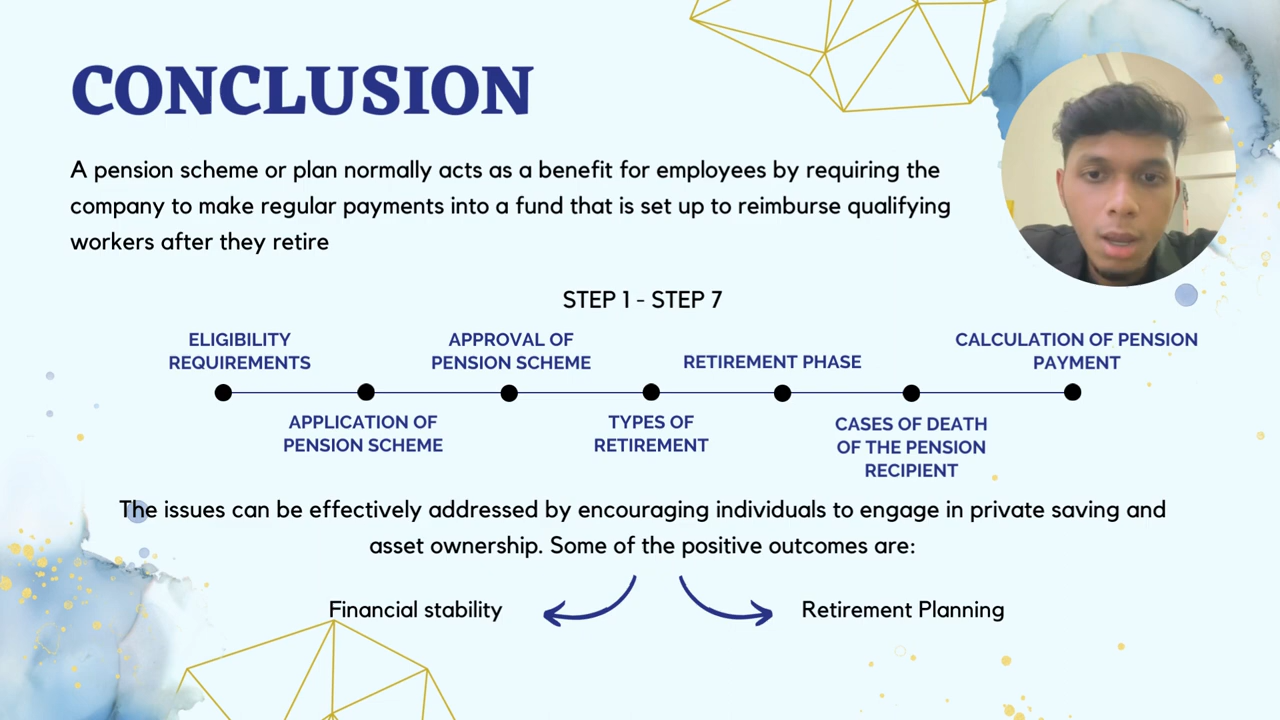 CONCLUSION
A pension scheme or plan normally acts as a benefit for employees by requiring the
company to make regular payments into a fund that is set up to reimburse qualifying
workers after they retire
STEP 1 - STEP 7
ELIGIBILITY
REQUIREMENTS
APPLICATION OF
PENSION SCHEME
APPROVAL OF
PENSION SCHEME
TYPES OF
RETIREMENT
RETIREMENT PHASE
CASES OF DEATH
OF THE PENSION
RECIPIENT
CALCULATION OF PENSION
PAYMENT
The issues can be effectively addressed by encouraging individuals to engage in private saving and
asset ownership. Some of the positive outcomes are:
Financial stability
Retirement Planning